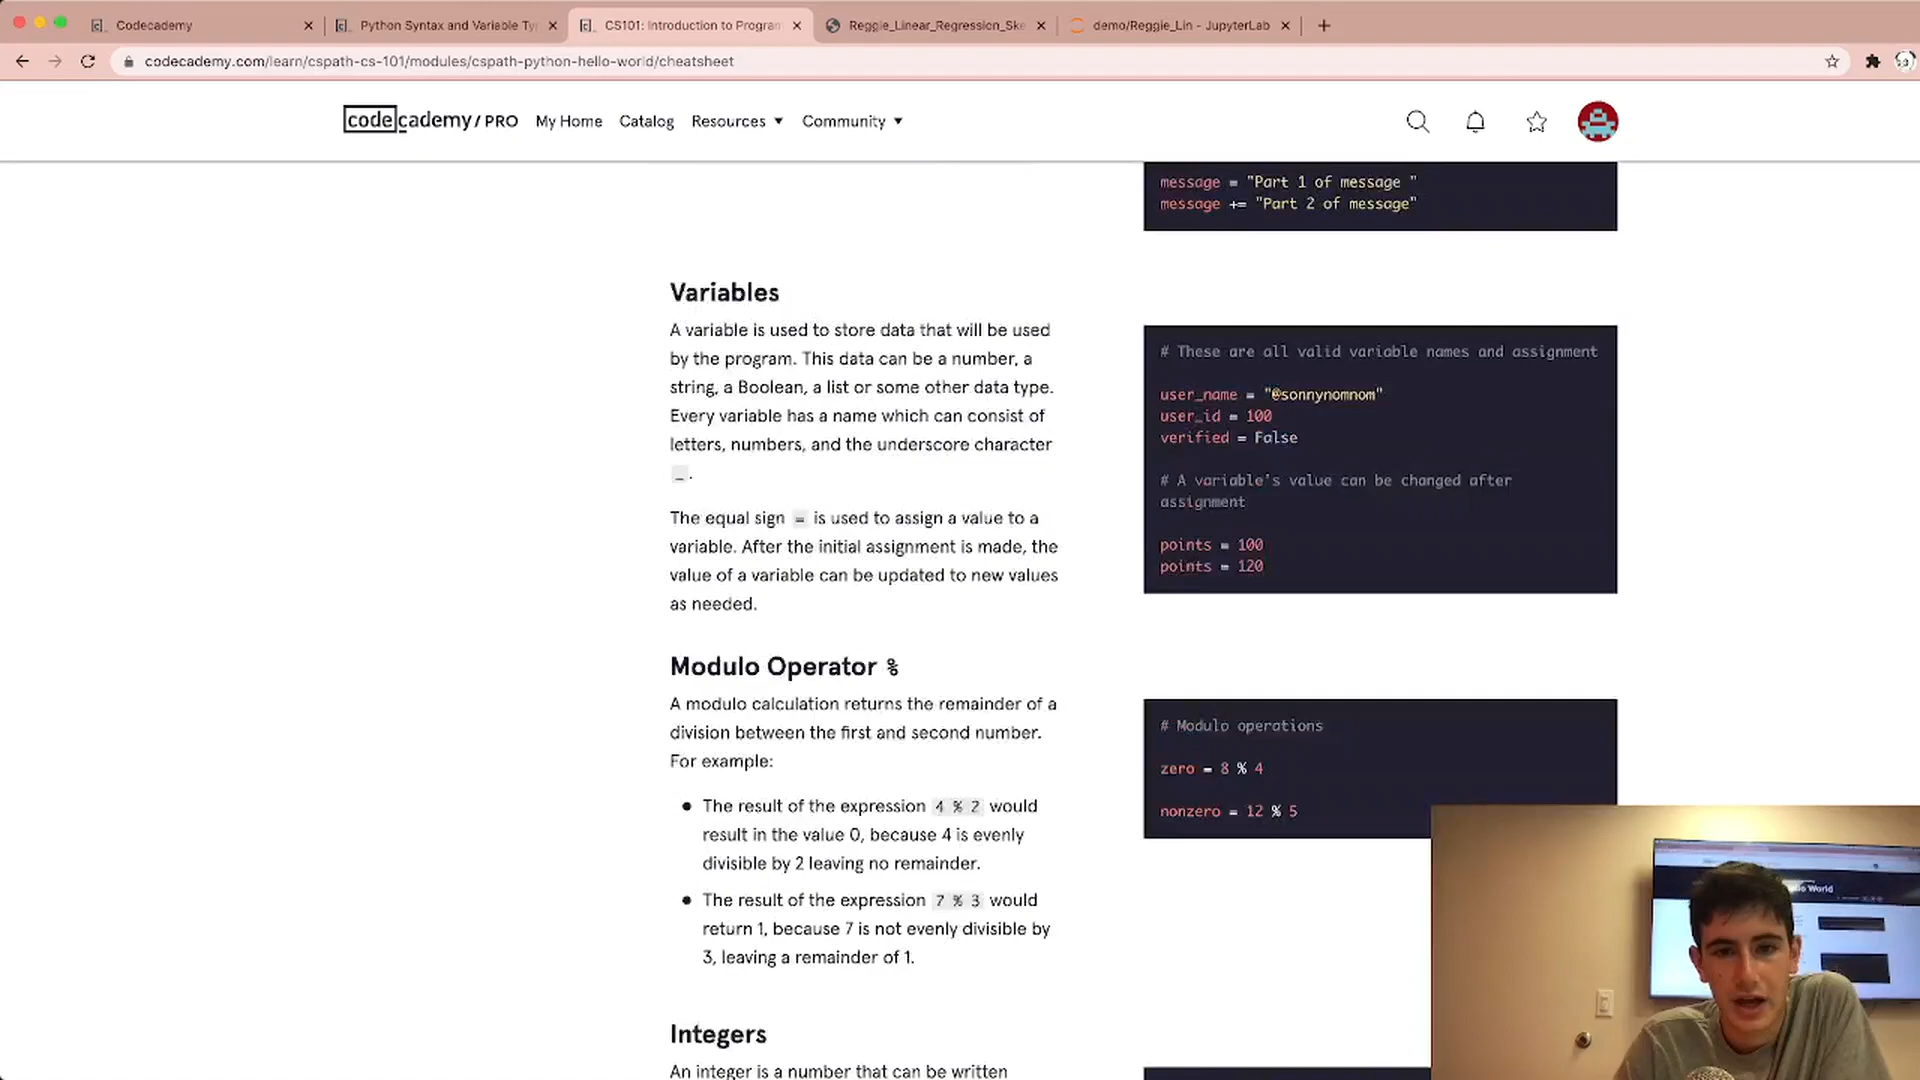 Codecademy
Python Syntax and Variable Ty
CS101: Introduction to Program
Reggie_Linear_Regression_Ske
demo/Reggie_Lin - JupyterLab
codecademy.com/learn/cspath-cs-101/modules/cspath-python-hello-world/cheatsheet
codecademy / PRO
My Home
Catalog
Resources
Community
message = "Part 1 of message "
message += "Part 2 of message"
Variables
A variable is used to store data that will be used
by the program. This data can be a number, a
string, a Boolean, a list or some other data type.
Every variable has a name which can consist of
letters, numbers, and the underscore character
_ .
The equal sign = is used to assign a value to a
variable. After the initial assignment is made, the
value of a variable can be updated to new values
as needed.
# These are all valid variable names and assignment
user_name = "@sonnynomnom"
user_id = 100
verified = False
# A variable's value can be changed after
assignment
points = 100
points = 120
Modulo Operator %
A modulo calculation returns the remainder of a
division between the first and second number.
For example:
● The result of the expression 4 % 2 would
result in the value 0, because 4 is evenly
divisible by 2 leaving no remainder.
● The result of the expression 7 % 3 would
return 1, because 7 is not evenly divisible by
3, leaving a remainder of 1.
# Modulo operations
zero = 8 % 4
nonzero = 12 % 5
Integers
An integer is a number that can be written
World